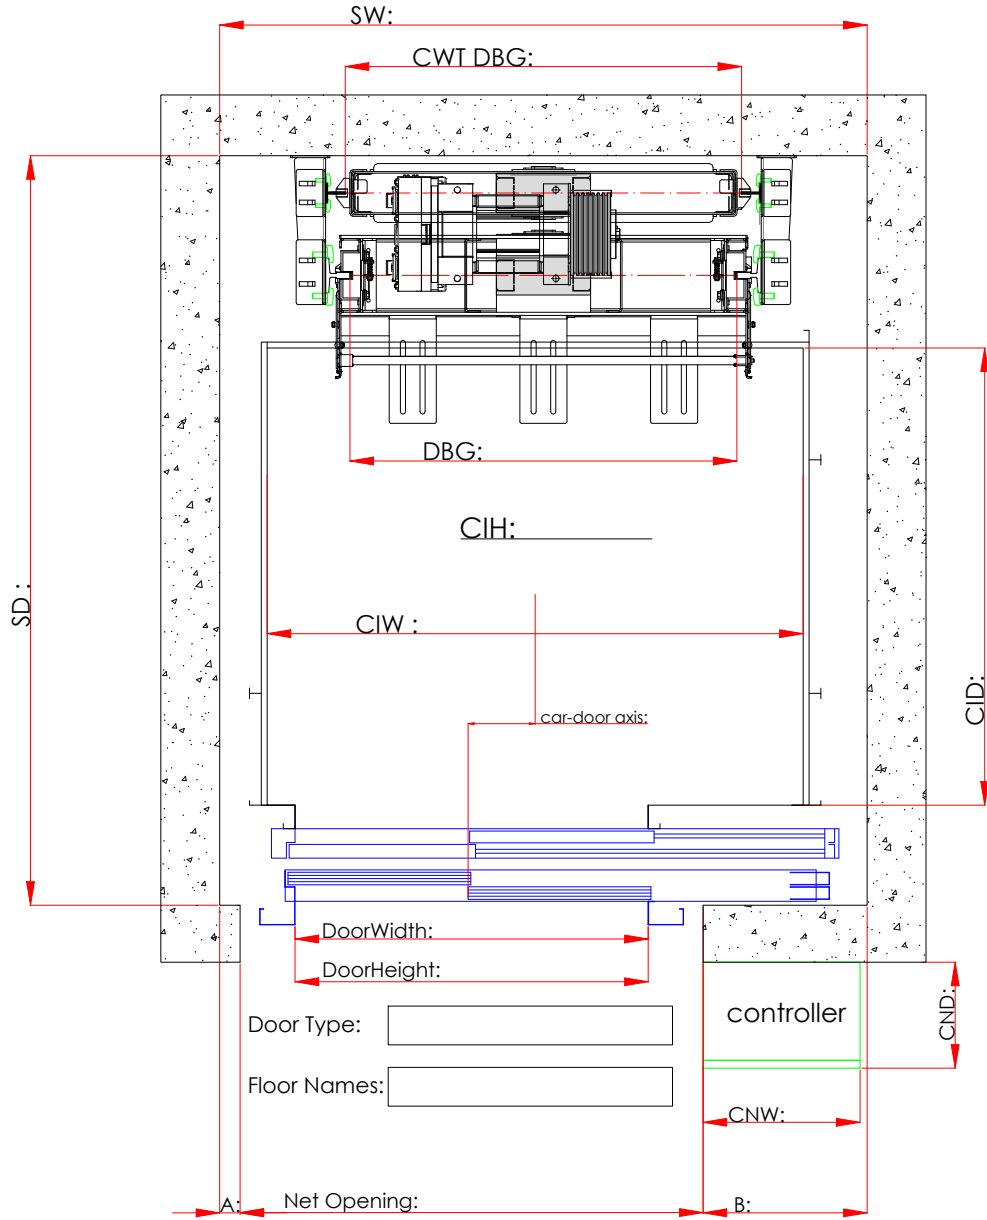 SW:
CWT DBG:
DBG:
CIH:
SD :
CIW :
CID:
car-door axis:
DoorWidth:
DoorHeight:
Door Type:
controller
CND:
Floor Names:
CNW:
A:
Net Opening:
B: